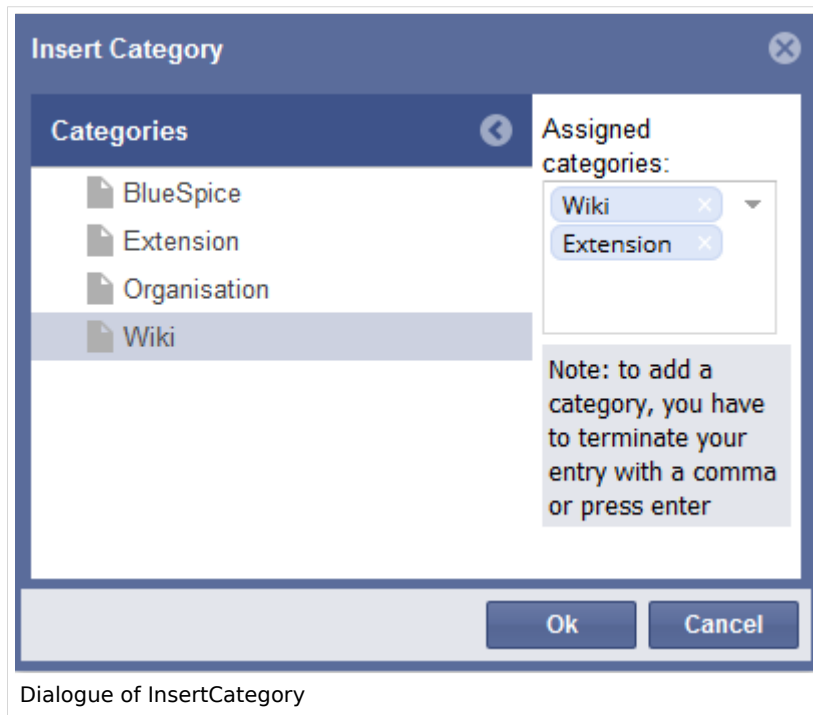 Insert Category
Categories
BlueSpice
Extension
Organisation
Wiki
Assigned
categories:
Wiki
Extension
Note: to add a
category, you have
to terminate your
entry with a comma
or press enter
Ok
Cancel
Dialogue of InsertCategory